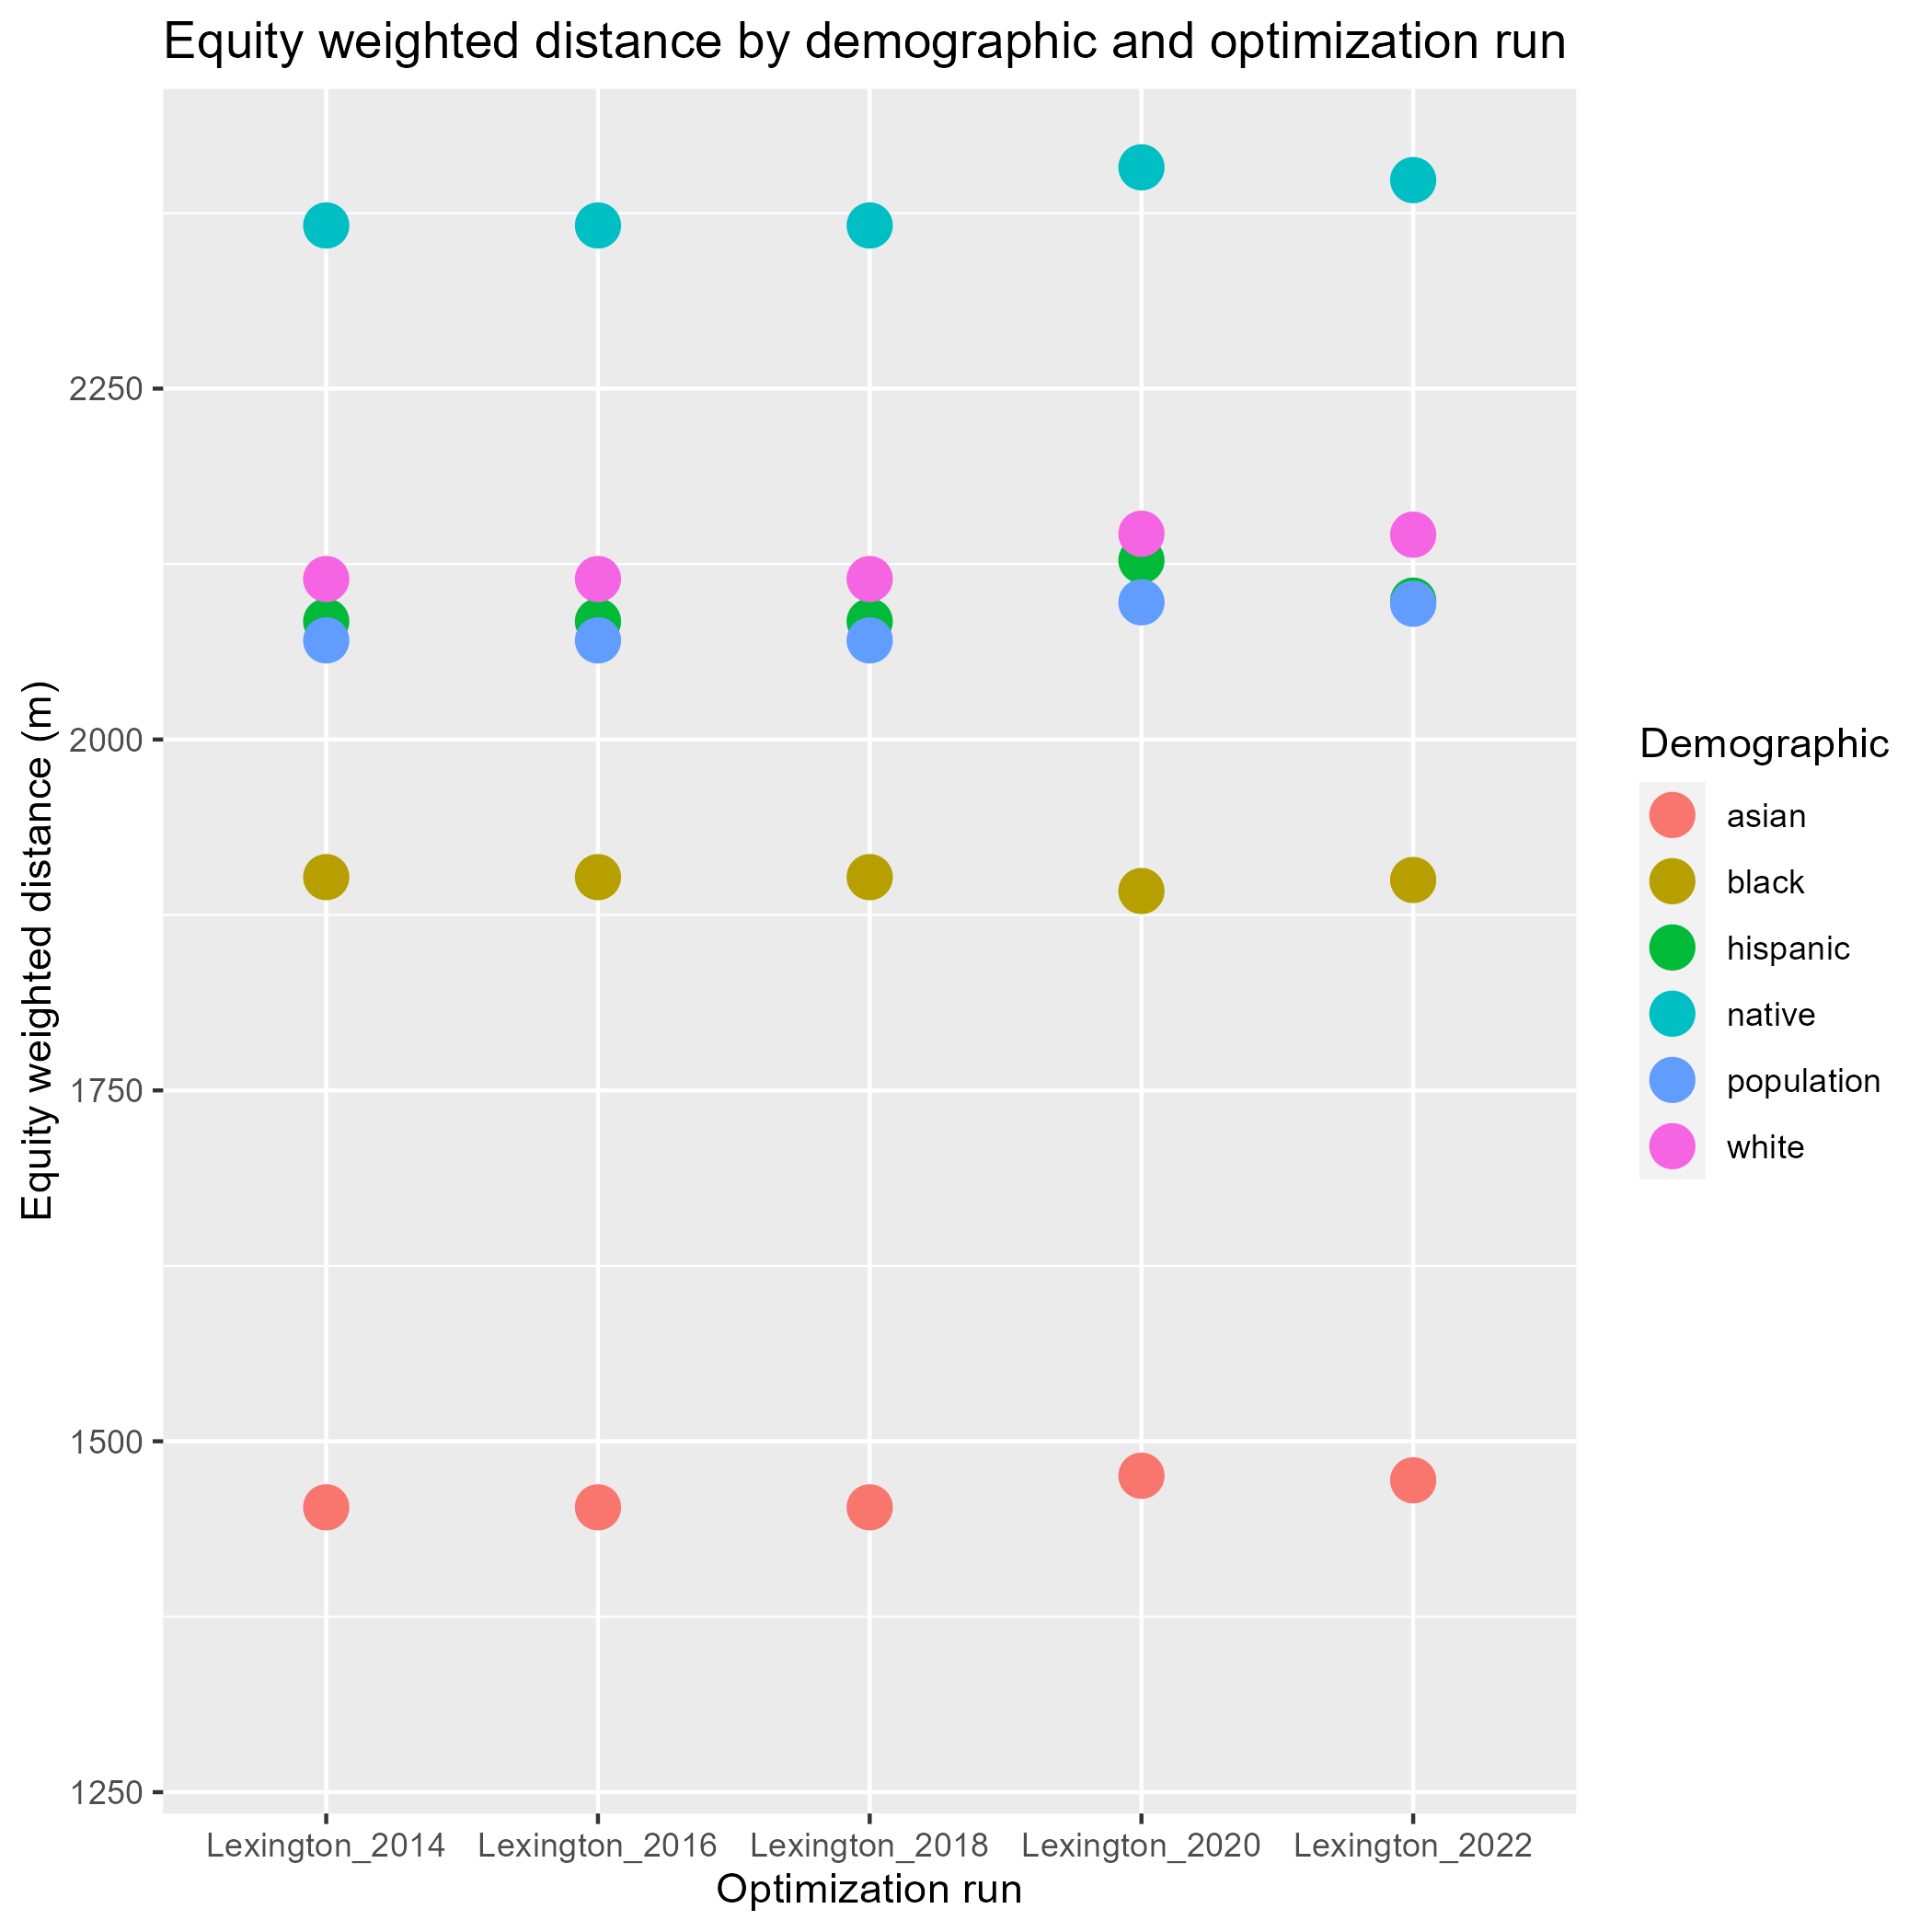 Equity weighted distance by demographic and optimization run
Equity weighted distance (m)
2250
2000
1750
1500
1250
Lexington_2014
Lexington_2016
Lexington_2018
Lexington_2020
Lexington_2022
Optimization run
Demographic
asian
black
hispanic
native
population
white